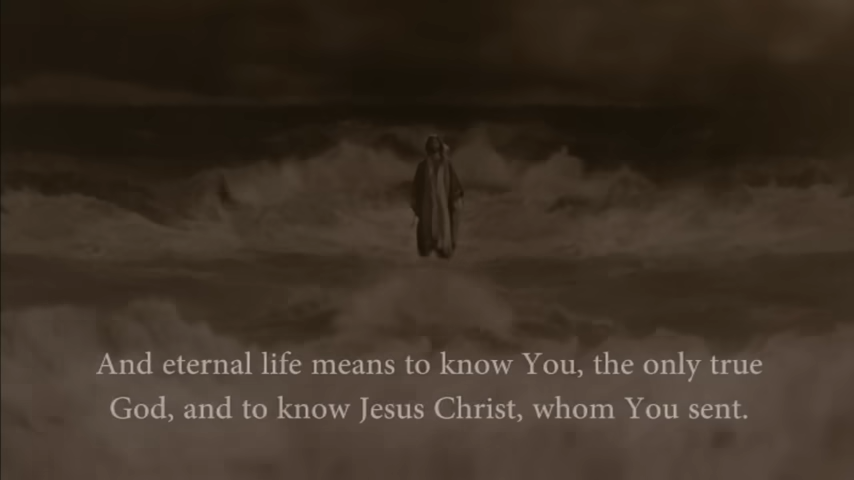 And eternal life means to know You, the only true
God, and to know Jesus Christ, whom You sent.